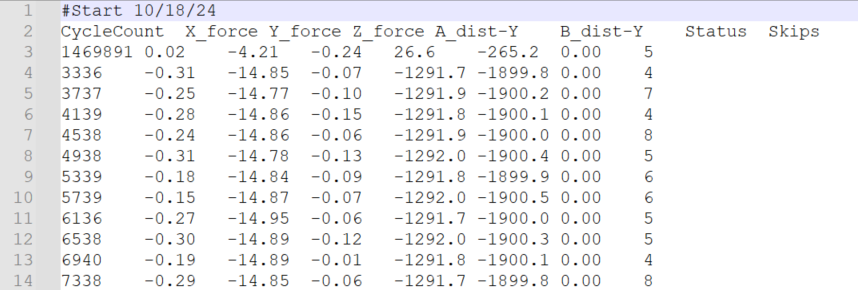 1 #Start 10/18/24
2 CycleCount X_force Y_force Z_force A_dist-Y B_dist-Y Status Skips
3 1469891 0.02 -4.21 -0.24 26.6 -265.2 0.00 5
4 3336 -0.31 -14.85 -0.07 -1291.7 -1899.8 0.00 4
5 3737 -0.25 -14.77 -0.10 -1291.9 -1900.2 0.00 7
6 4139 -0.28 -14.86 -0.15 -1291.8 -1900.1 0.00 4
7 4538 -0.24 -14.86 -0.06 -1291.9 -1900.0 0.00 8
8 4938 -0.31 -14.78 -0.13 -1292.0 -1900.4 0.00 5
9 5339 -0.18 -14.84 -0.09 -1291.8 -1899.9 0.00 6
10 5739 -0.15 -14.87 -0.07 -1292.0 -1900.5 0.00 6
11 6136 -0.27 -14.95 -0.06 -1291.7 -1900.0 0.00 5
12 6538 -0.30 -14.89 -0.12 -1292.0 -1900.3 0.00 5
13 6940 -0.19 -14.89 -0.01 -1291.8 -1900.1 0.00 4
14 7338 -0.29 -14.85 -0.06 -1291.7 -1899.8 0.00 8